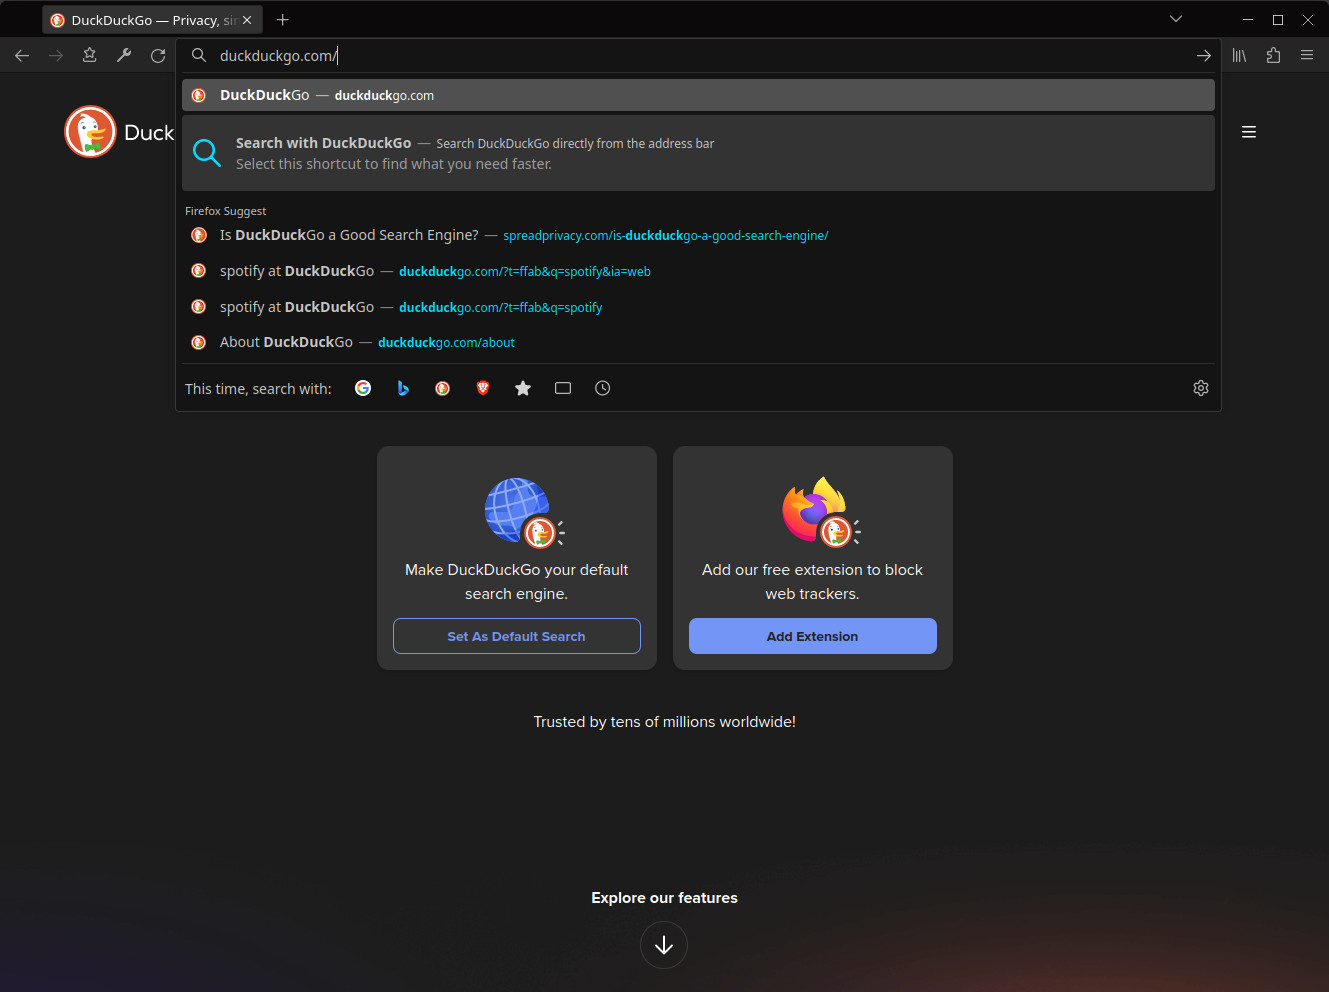 DuckDuckGo — Privacy, sim
duckduckgo.com/
DuckDuckGo — duckduckgo.com
Duck
Search with DuckDuckGo — Search DuckDuckGo directly from the address bar
Select this shortcut to find what you need faster.
Firefox Suggest
Is DuckDuckGo a Good Search Engine? — spreadprivacy.com/is-duckduckgo-a-good-search-engine/
spotify at DuckDuckGo — duckduckgo.com/?t=ffab&q=spotify&ia=web
spotify at DuckDuckGo — duckduckgo.com/?t=ffab&q=spotify
About DuckDuckGo — duckduckgo.com/about
This time, search with:
Make DuckDuckGo your default
search engine.
Set As Default Search
Add our free extension to block
web trackers.
Add Extension
Trusted by tens of millions worldwide!
Explore our features